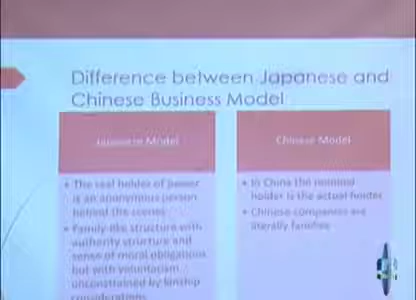 Difference between Japanese and
Chinese Business Model
Japanese Model
• The real holder of power
is an anonymous person
behind the scenes
• Family-like structure with
authority structure and
sense of moral obligations
but with voluntarism
unconstrained by kinship
considerations
Chinese Model
• In China the nominal
holder is the actual holder
• Chinese companies are
literally families